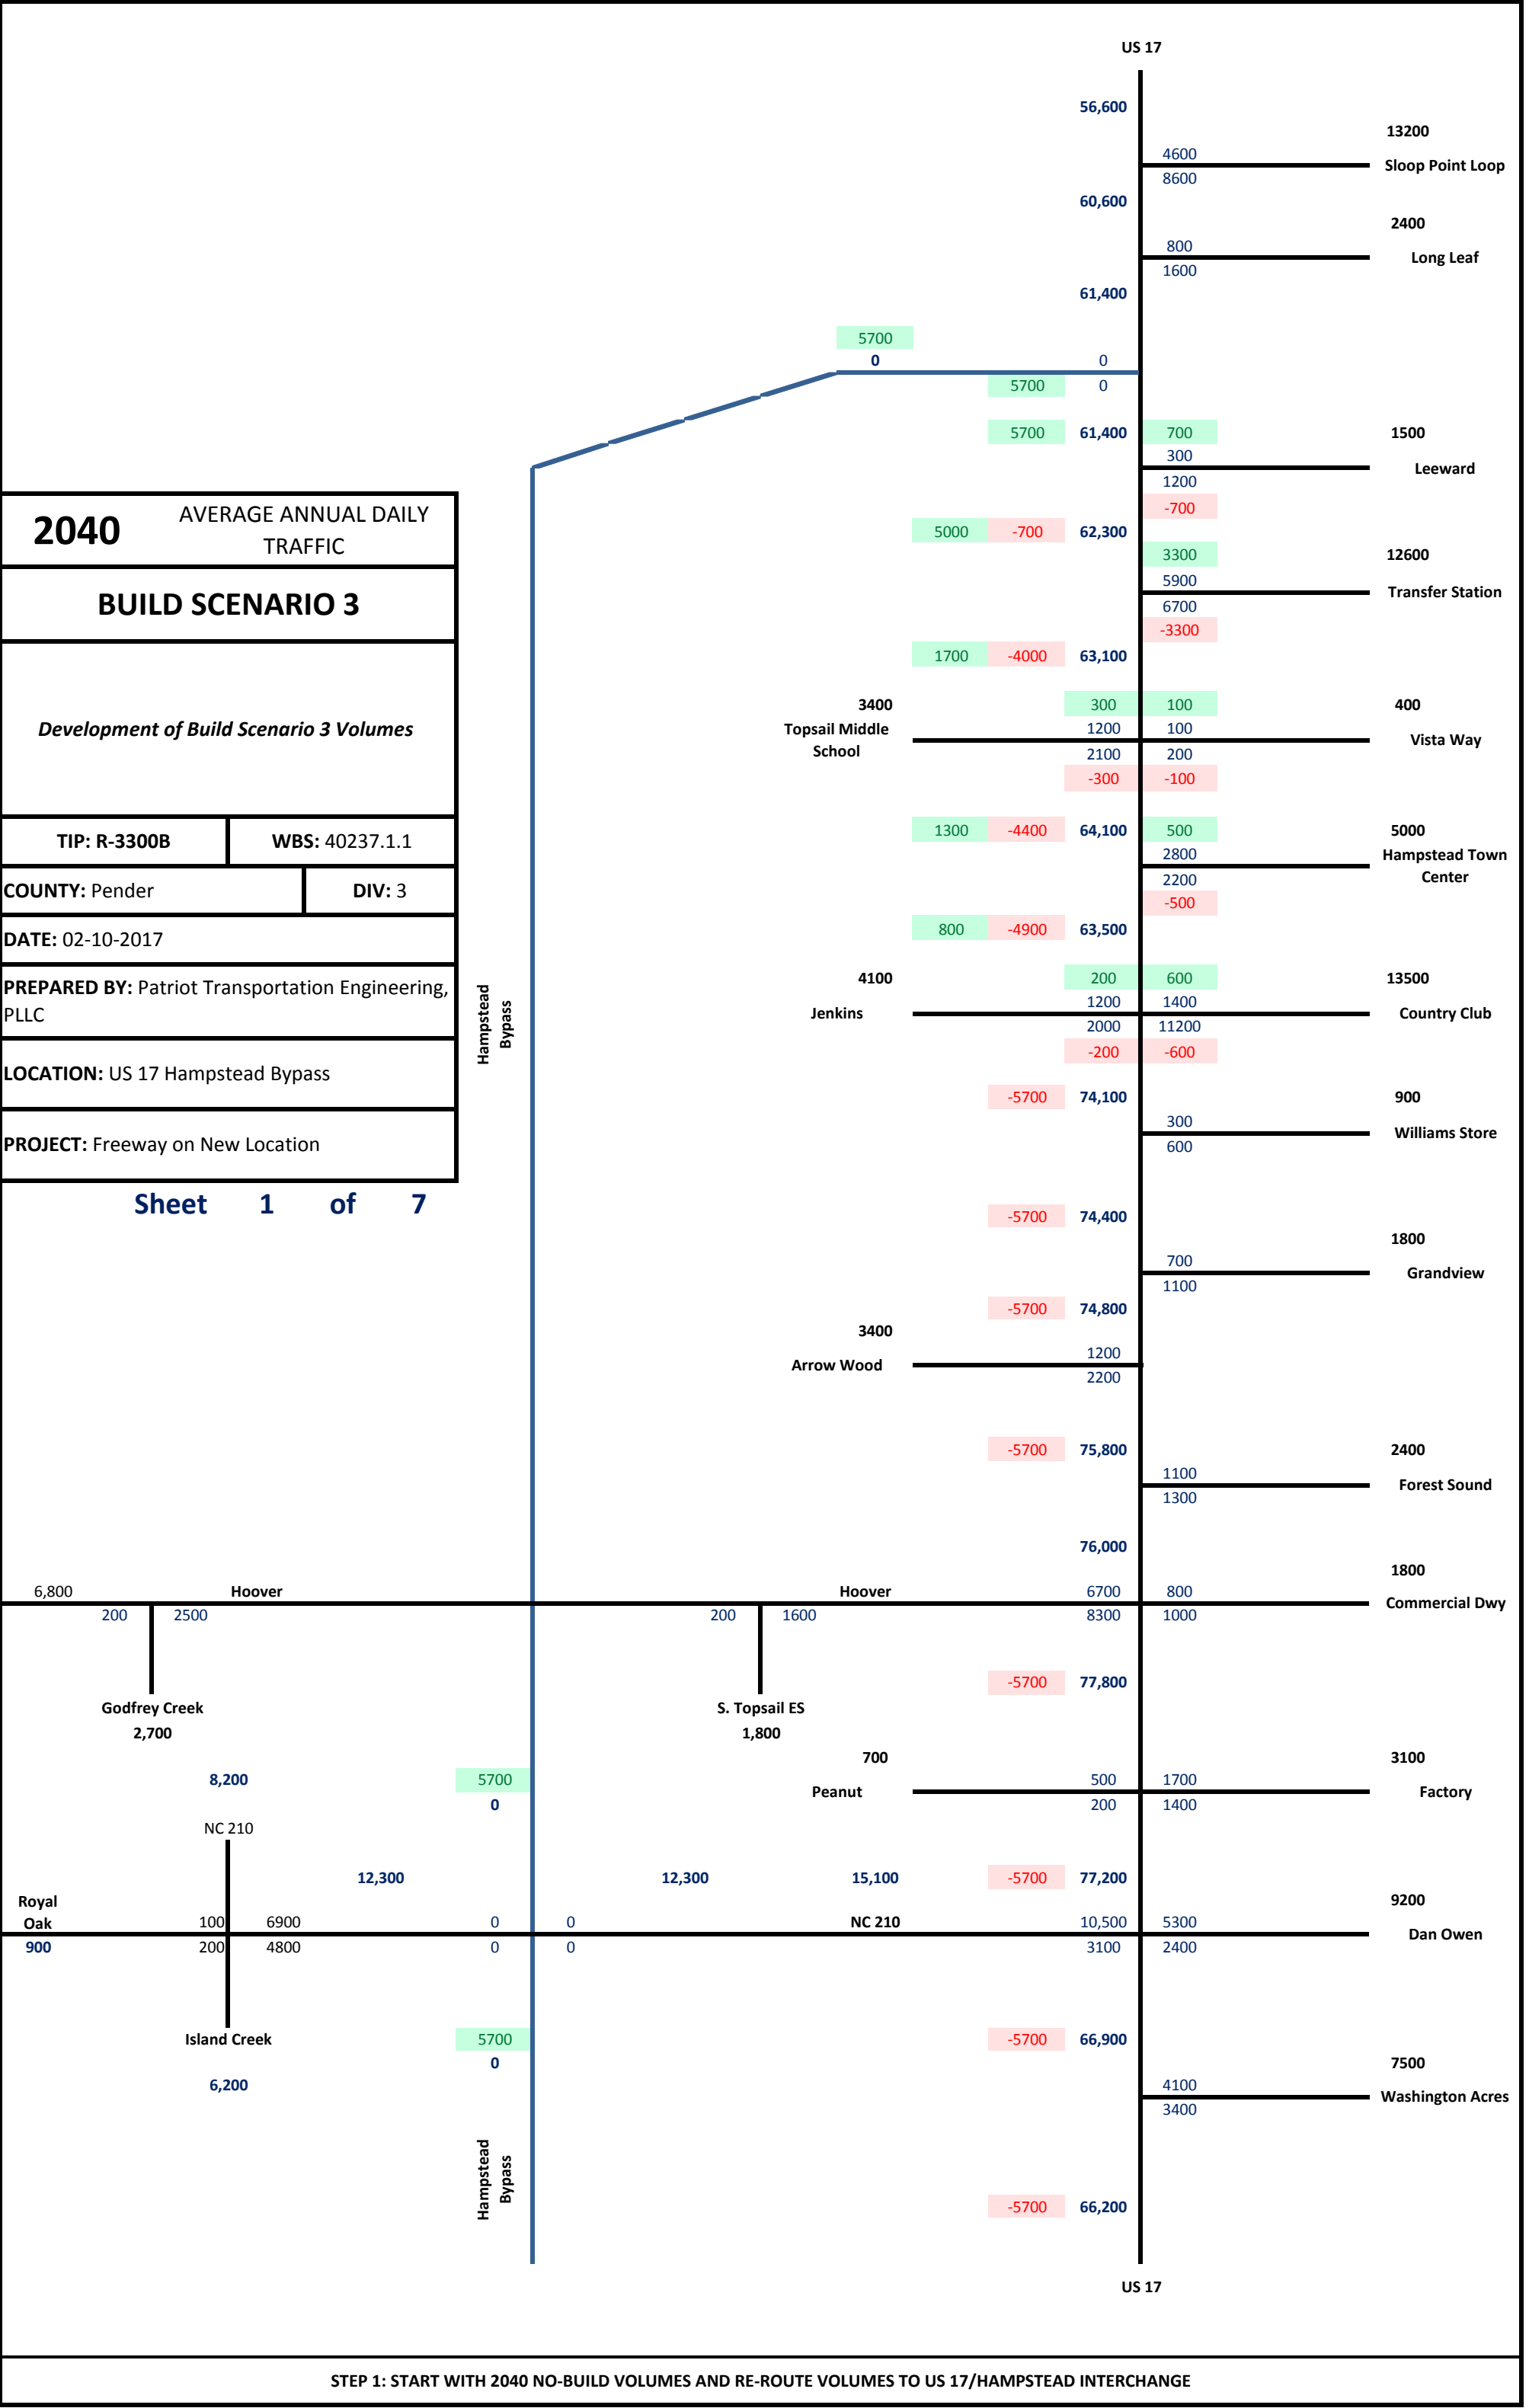 US 17
56,600
13200
4600
Sloop Point Loop
8600
60,600
2400
800
Long Leaf
1600
61,400
5700
0 0
5700 0
5700 61,400 700 1500
300
Leeward
1200
-700
5000 -700 62,300
3300 12600
5900
Transfer Station
6700
-3300
1700 -4000 63,100
3400 300 100 400
Topsail Middle
School
1200 100
Vista Way
2100 200
-300 -100
1300 -4400 64,100 500 5000
2800
Hampstead Town
Center
2200
-500
800 -4900 63,500
4100 200 600 13500
1200 1400
Jenkins Country Club
2000 11200
-200 -600
-5700 74,100 900
300
Williams Store
600
-5700 74,400
1800
700
Grandview
1100
-5700 74,800
3400
1200
Arrow Wood
2200
-5700 75,800 2400
1100
Forest Sound
1300
76,000
1800
6,800 Hoover Hoover 6700 800
Commercial Dwy
200 2500 200 1600 8300 1000
-5700 77,800
Godfrey Creek S. Topsail ES
2,700 1,800
700 3100
8,200 5700 500 1700
Peanut Factory
0 200 1400
NC 210
12,300 12,300 15,100 -5700 77,200
Royal
Oak
9200
100 6900 0 0 NC 210 10,500 5300
Dan Owen
900 200 4800 0 0 3100 2400
Island Creek 5700 -5700 66,900
0 7500
6,200 4100
Washington Acres
3400
Hampstead
Bypass
-5700 66,200
US 17
2040 AVERAGE ANNUAL DAILY
TRAFFIC
BUILD SCENARIO 3
Development of Build Scenario 3 Volumes
TIP: R-3300B WBS: 40237.1.1
COUNTY: Pender DIV: 3
DATE: 02-10-2017
PREPARED BY: Patriot Transportation Engineering,
PLLC
LOCATION: US 17 Hampstead Bypass
PROJECT: Freeway on New Location
Sheet 1 of 7
Hampstead
Bypass
STEP 1: START WITH 2040 NO-BUILD VOLUMES AND RE-ROUTE VOLUMES TO US 17/HAMPSTEAD INTERCHANGE